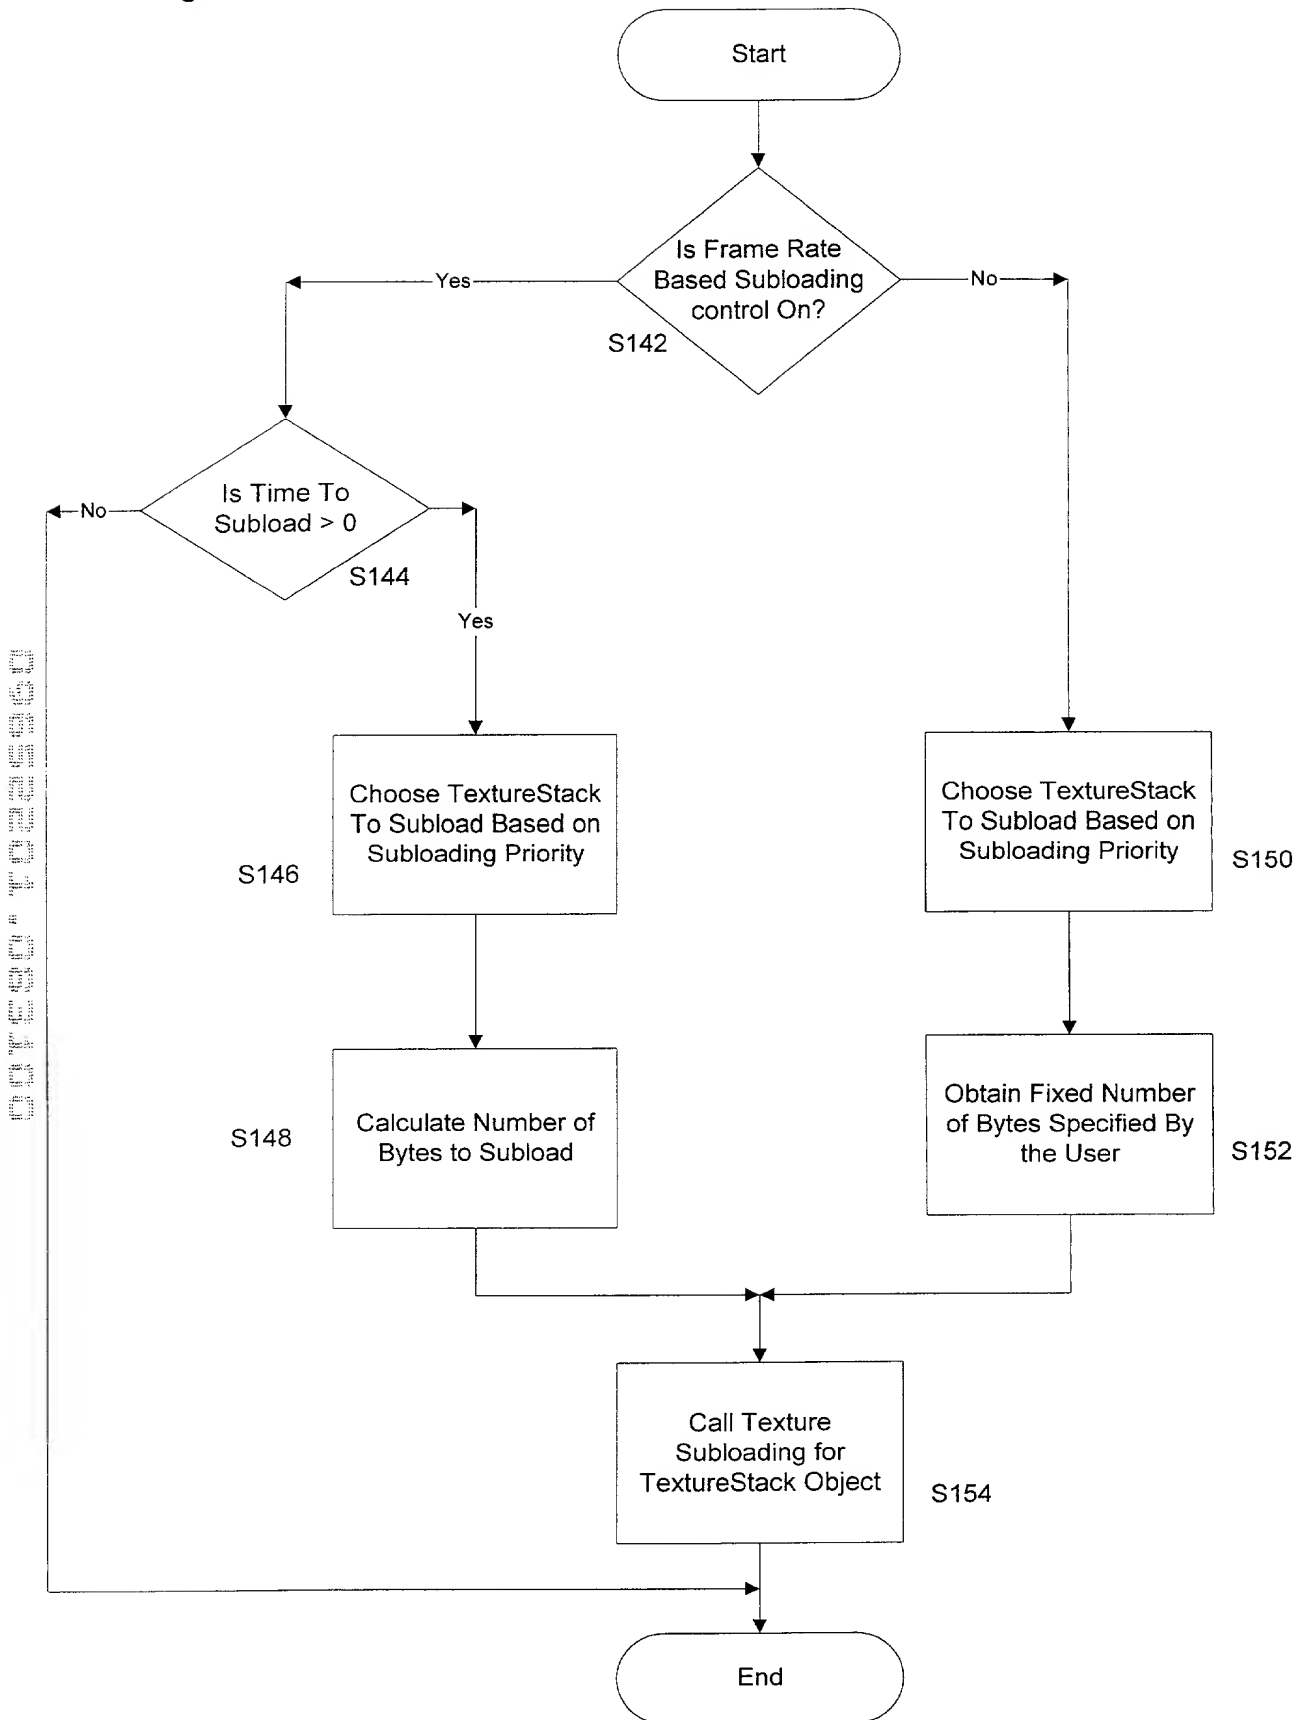 Start
Is Frame Rate
Based Subloading
control On?
Yes
No
S142
Is Time To
Subload > 0
No
S144
Yes
Choose TextureStack
To Subload Based on
Subloading Priority
S146
Choose TextureStack
To Subload Based on
Subloading Priority
S150
Calculate Number of
Bytes to Subload
S148
Obtain Fixed Number
of Bytes Specified By
the User
S152
Call Texture
Subloading for
TextureStack Object
S154
End